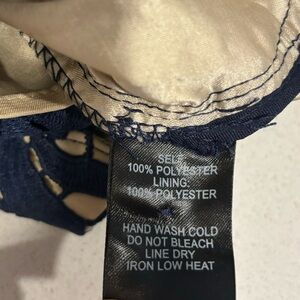 SELF:
100% POLYESTER
LINING:
100% POLYESTER
HAND WASH COLD
DO NOT BLEACH
LINE DRY
IRON LOW HEAT